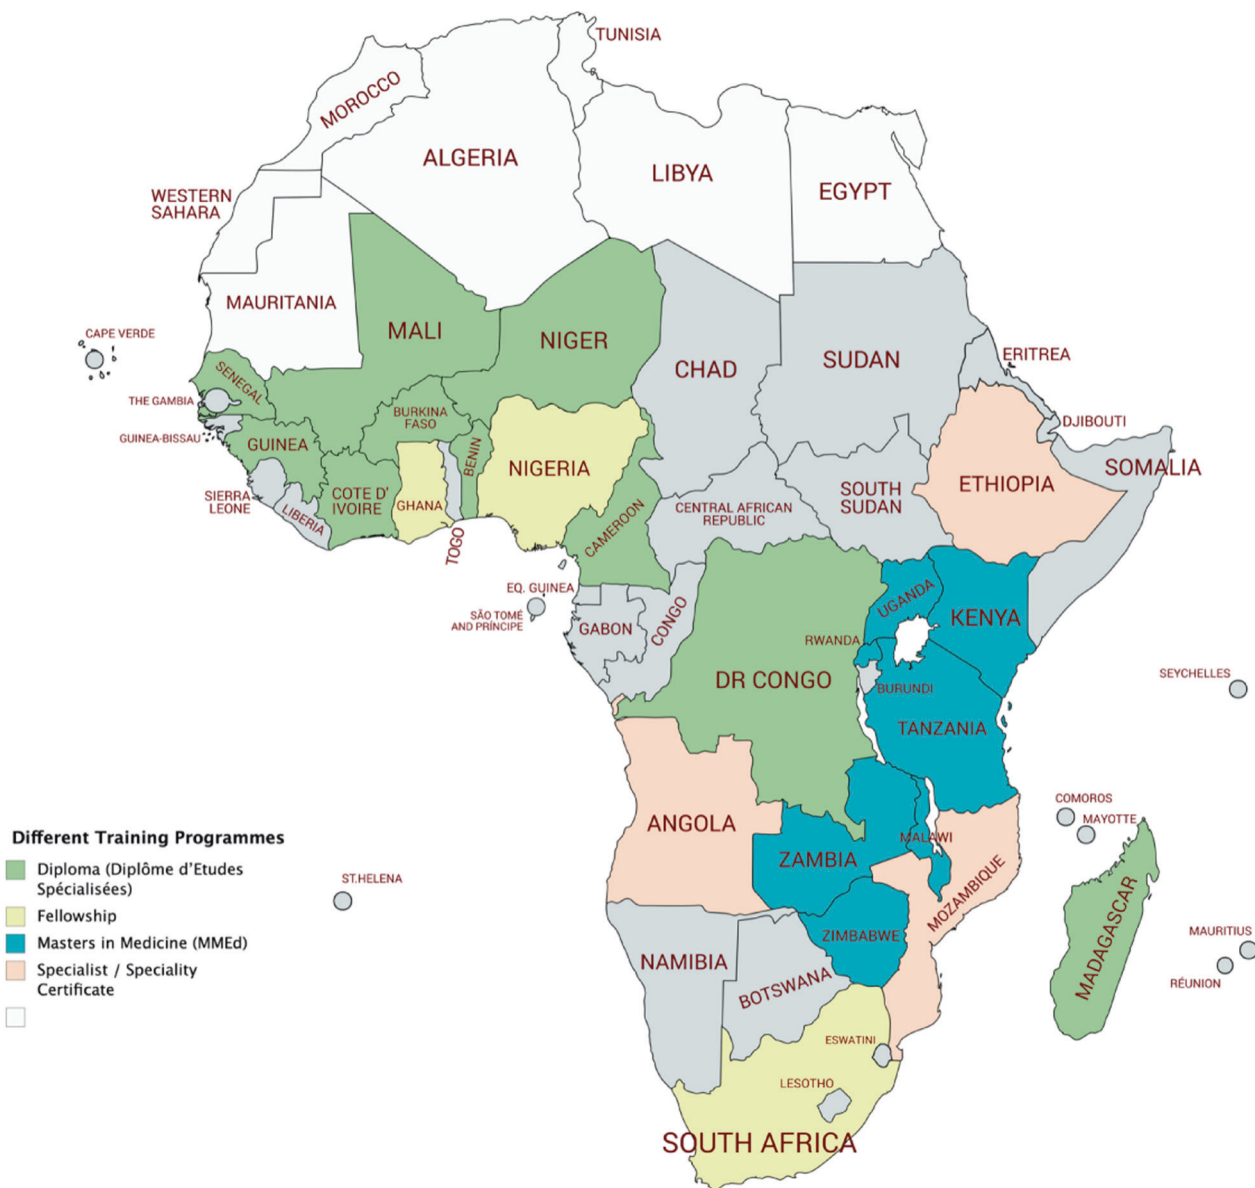 TUNISIA
MOROCCO
ALGERIA
LIBYA
EGYPT
WESTERN
SAHARA
MAURITANIA
MALI
NIGER
CHAD
SUDAN
ERITREA
CAPE VERDE
SENEGAL
THE GAMBIA
GUINEA-BISSAU
GUINEA
BURKINA
FASO
BENIN
NIGERIA
DJIBOUTI
SOMALIA
ETHIOPIA
SIERRA
LEONE
LIBERIA
COTE D'
IVOIRE
GHANA
TOGO
CAMEROON
CENTRAL AFRICAN
REPUBLIC
SOUTH
SUDAN
EQ. GUINEA
SÃO TOMÉ
AND PRÍNCIPE
GABON
CONGO
UGANDA
KENYA
RWANDA
DR CONGO
BURUNDI
SEYCHELLES
TANZANIA
COMOROS
MAYOTTE
ANGOLA
MALAWI
ZAMBIA
MOZAMBIQUE
MADAGASCAR
ST.HELENA
ZIMBABWE
MAURITIUS
RÉUNION
NAMIBIA
BOTSWANA
ESWATINI
LESOTHO
SOUTH AFRICA
Different Training Programmes
Diploma (Diplôme d'Etudes
Spécialisées)
Fellowship
Masters in Medicine (MMEd)
Specialist / Speciality
Certificate